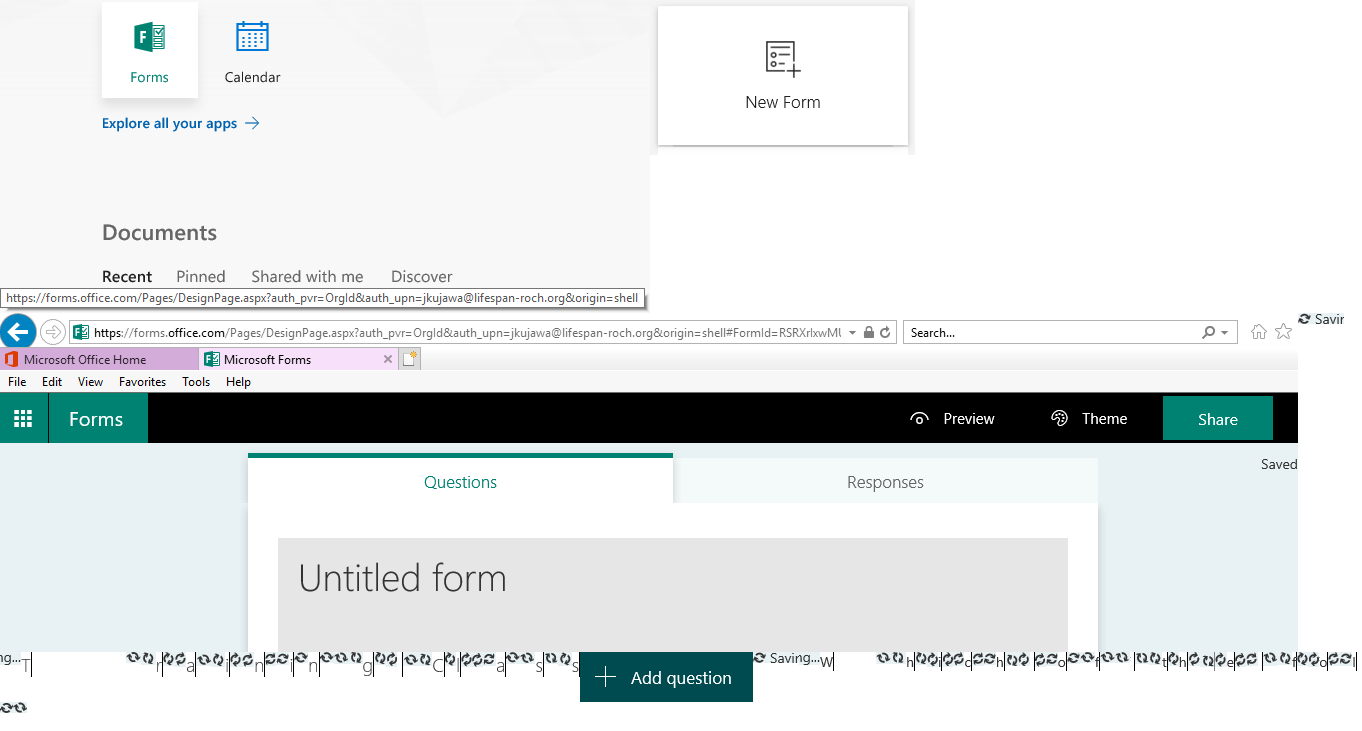 Forms
Calendar
Explore all your apps
New Form
Documents
Recent Pinned Shared with me Discover
https://forms.office.com/Pages/DesignPage.aspx?auth_pvr=OrgId&auth_upn=jkujawa@lifespan-roch.org&origin=shell
https://forms.office.com/Pages/DesignPage.aspx?auth_pvr=OrgId&auth_upn=jkujawa@lifespan-roch.org&origin=shell#FormId=RSRXrlxwMU
Search...
Savin
Microsoft Office Home
Microsoft Forms
File Edit View Favorites Tools Help
Forms
Preview
Theme
Share
Saved
Questions
Responses
Untitled form
ng...T r a i n i n g C l a s s
Add question
Saving...W h i c h o f t h e f o l